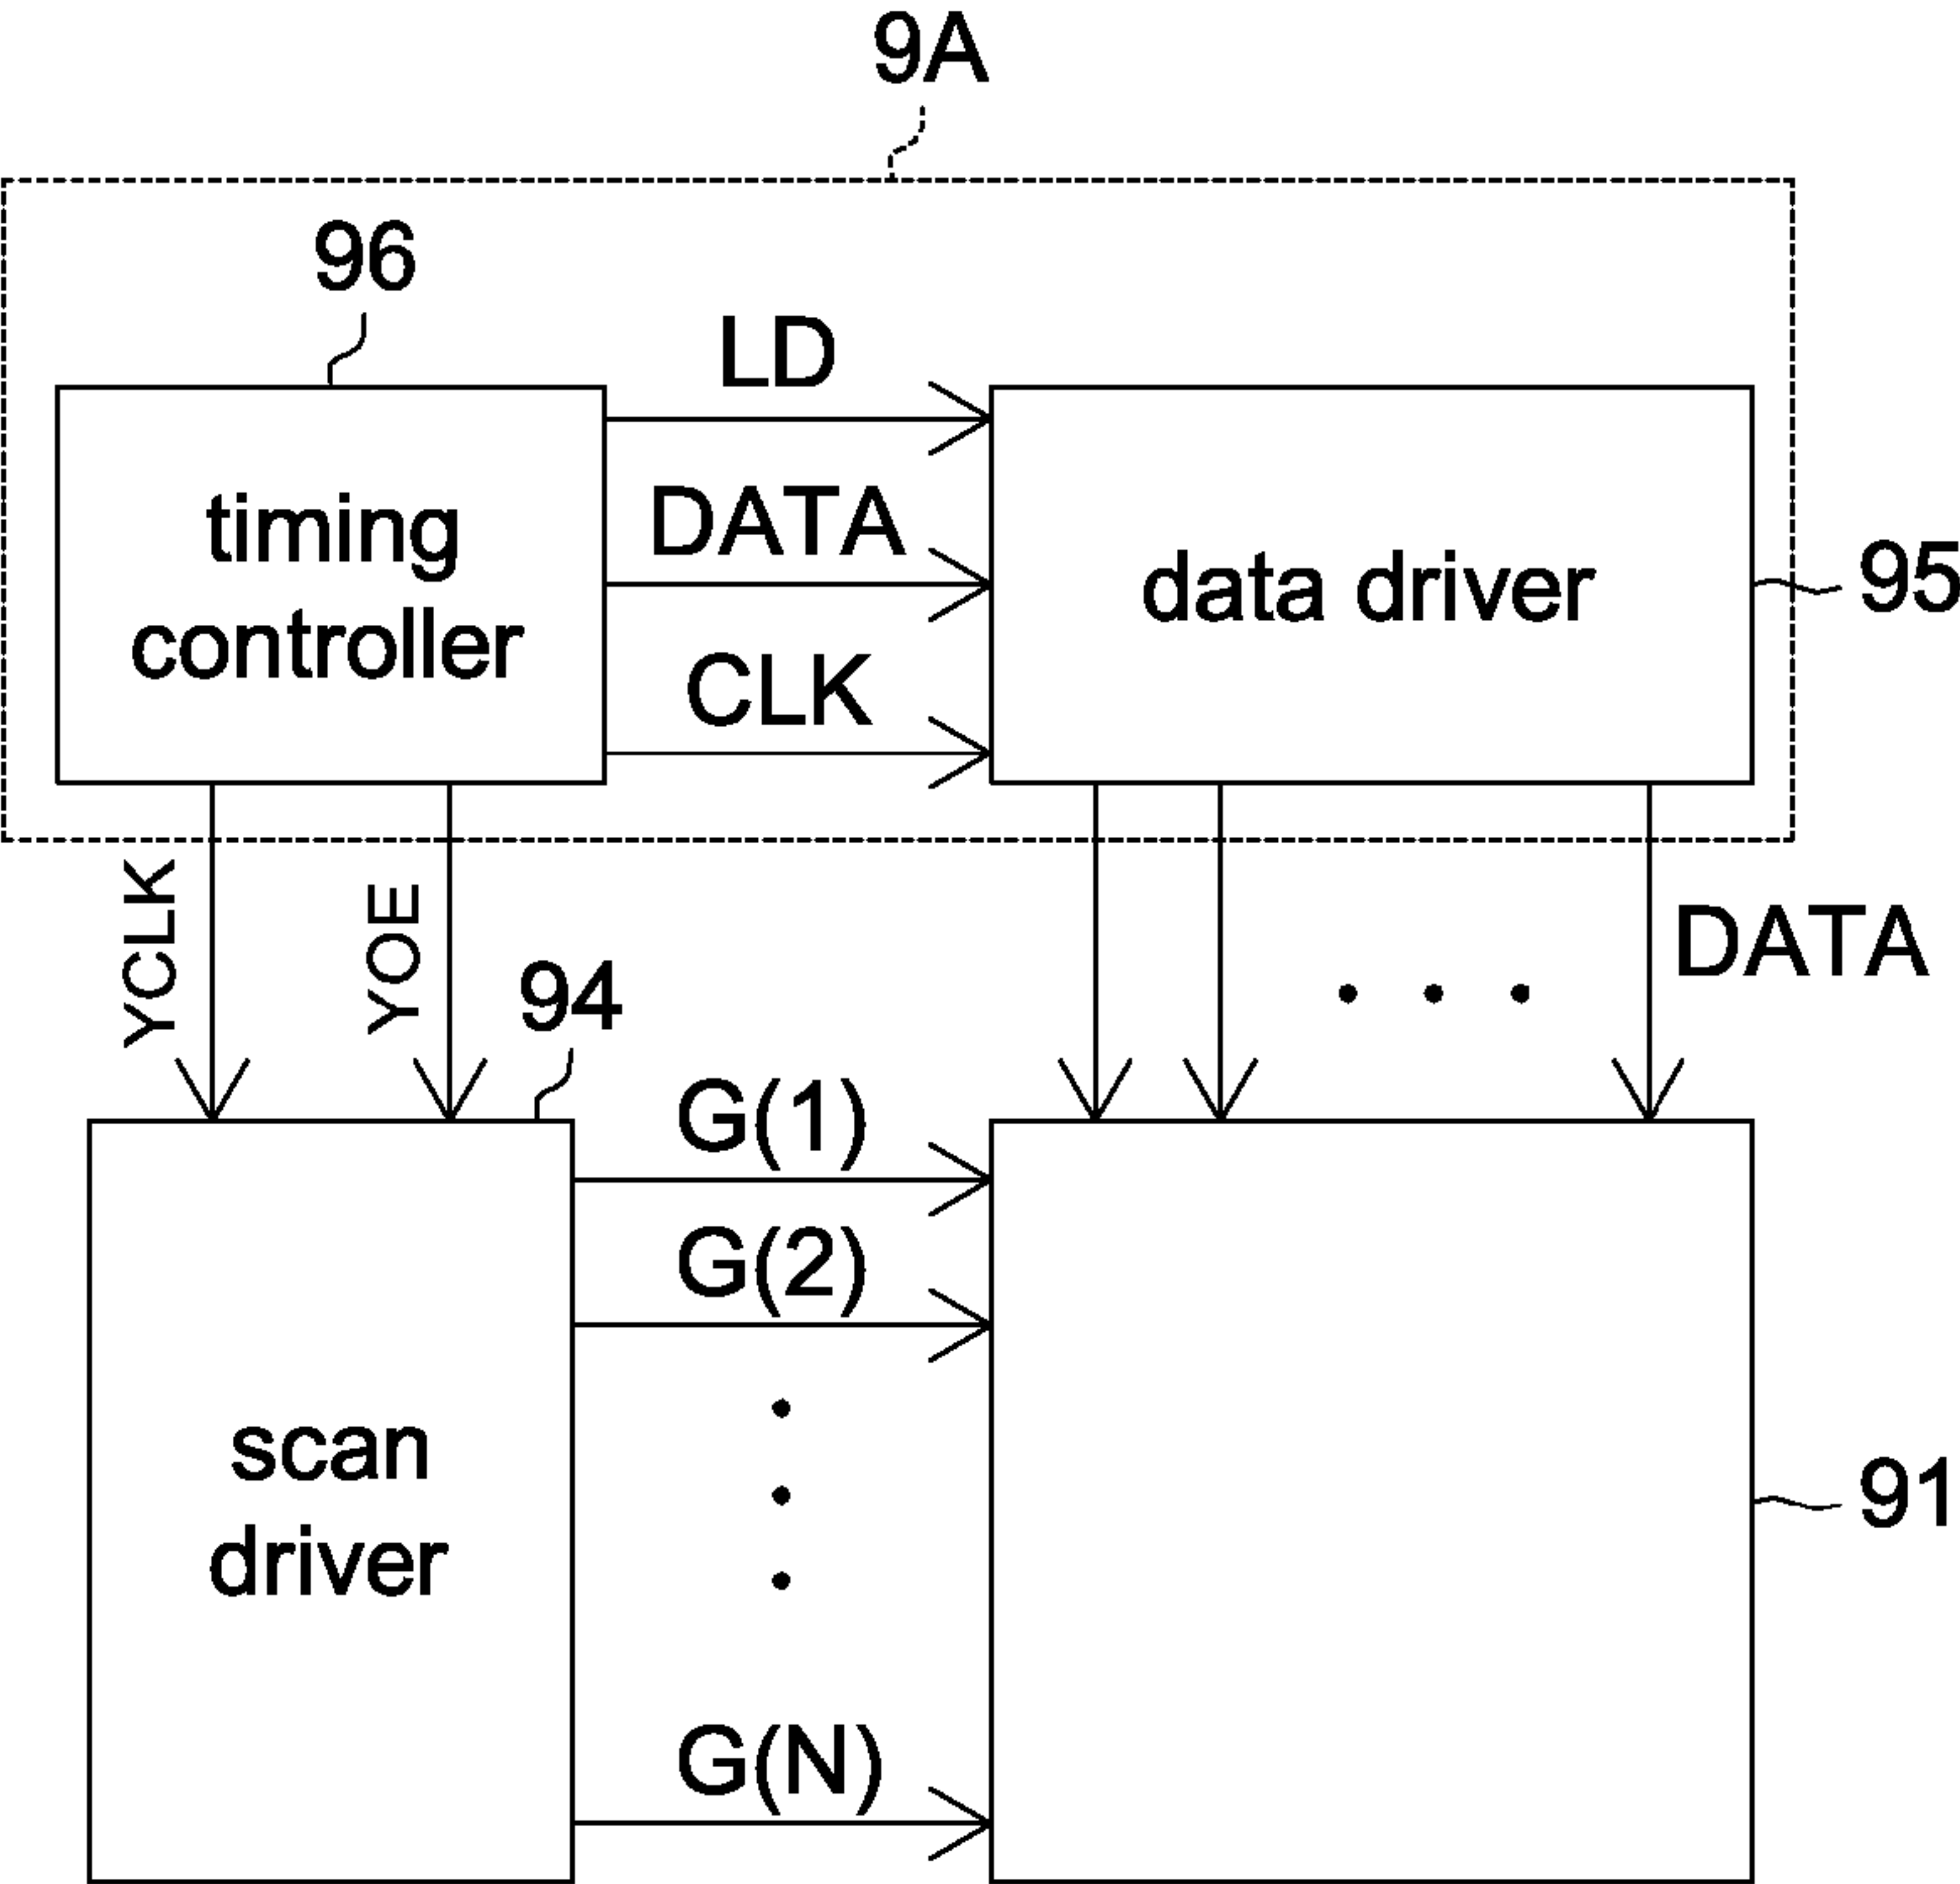 9A
96
LD
timing
controller
DATA
data driver
95
CLK
YCLK
YOE
DATA
94
G(1)
G(2)
scan
driver
91
G(N)